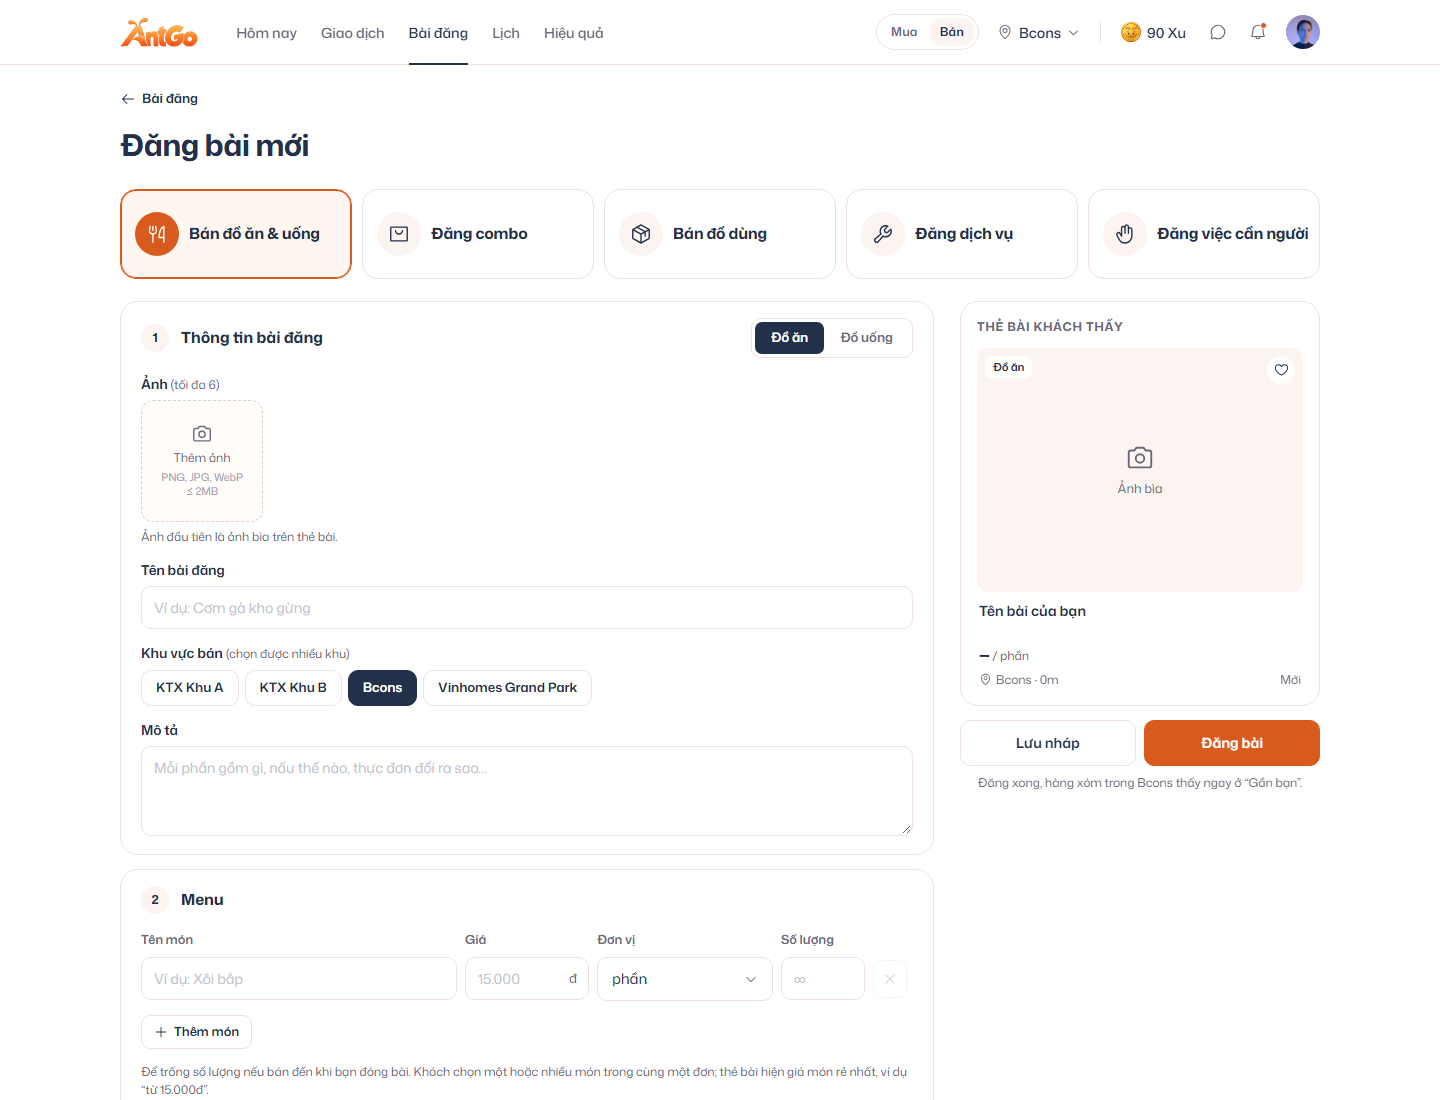 AntGo
Hôm nay
Giao dịch
Bài đăng
Lịch
Hiệu quả
Mua
Bán
Bcons
90 Xu
Bài đăng
Đăng bài mới
Bán đồ ăn & uống
Đăng combo
Bán đồ dùng
Đăng dịch vụ
Đăng việc cần người
1
Thông tin bài đăng
Đồ ăn
Đồ uống
Ảnh (tối đa 6)
Thêm ảnh
PNG, JPG, WebP
≤ 2MB
Ảnh đầu tiên là ảnh bìa trên thẻ bài.
Tên bài đăng
Ví dụ: Cơm gà kho gừng
Khu vực bán (chọn được nhiều khu)
KTX Khu A
KTX Khu B
Bcons
Vinhomes Grand Park
Mô tả
Mỗi phần gồm gì, nấu thế nào, thực đơn đổi ra sao...
2
Menu
Tên món
Giá
Đơn vị
Số lượng
Ví dụ: Xôi bắp
15.000
đ
phần
∞
Thêm món
Để trống số lượng nếu bán đến khi bạn đóng bài. Khách chọn một hoặc nhiều món trong cùng một đơn; thẻ bài hiện giá món rẻ nhất, ví dụ
“từ 15.000đ”.
THẺ BÀI KHÁCH THẤY
Đồ ăn
Ảnh bìa
Tên bài của bạn
– / phần
Bcons · 0m
Mới
Lưu nháp
Đăng bài
Đăng xong, hàng xóm trong Bcons thấy ngay ở “Gần bạn”.